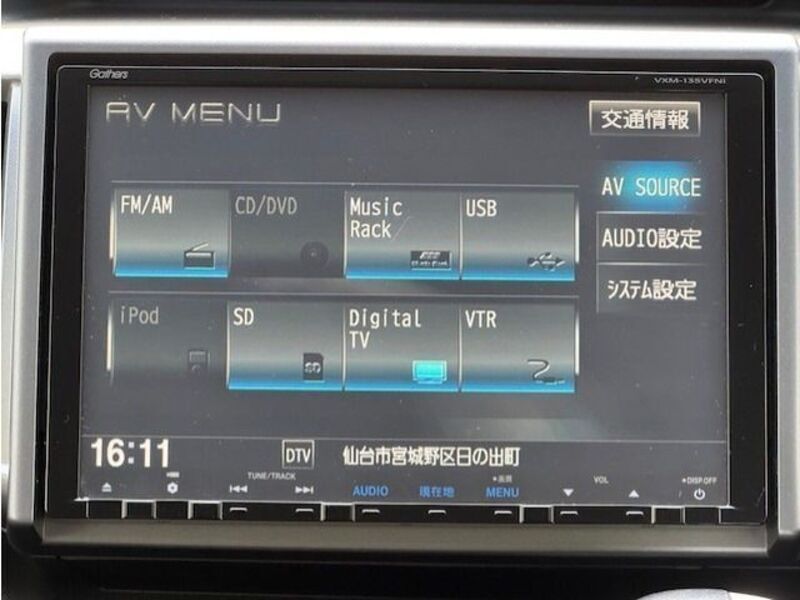 Gathers
VXM-135VFNi
AV MENU
交通情報
AV SOURCE
AUDIO設定
システム設定
FM/AM
CD/DVD
Music
Rack
USB
iPod
SD
SD
Digital
TV
VTR
16:11
DTV
仙台市宮城野区日の出町
TUNE/TRACK
AUDIO
現在地
画質
MENU
VOL
DISP.OFF